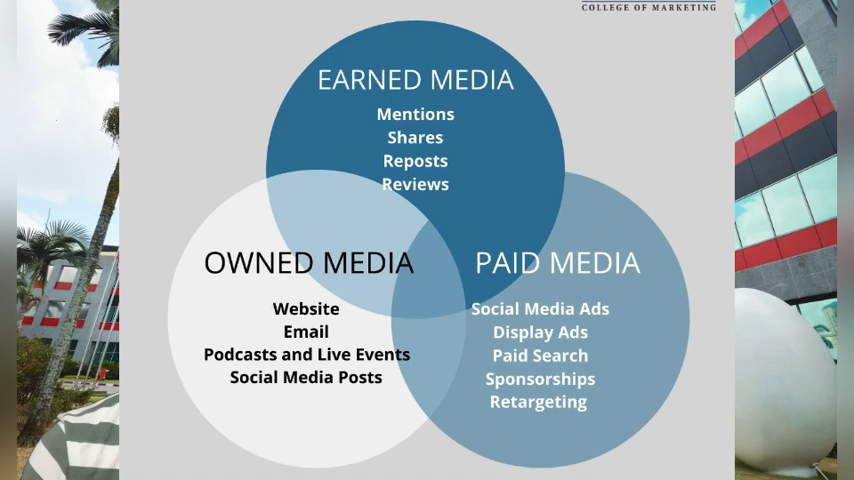 COLLEGE OF MARKETING
EARNED MEDIA
Mentions
Shares
Reposts
Reviews
OWNED MEDIA
Website
Email
Podcasts and Live Events
Social Media Posts
PAID MEDIA
Social Media Ads
Display Ads
Paid Search
Sponsorships
Retargeting